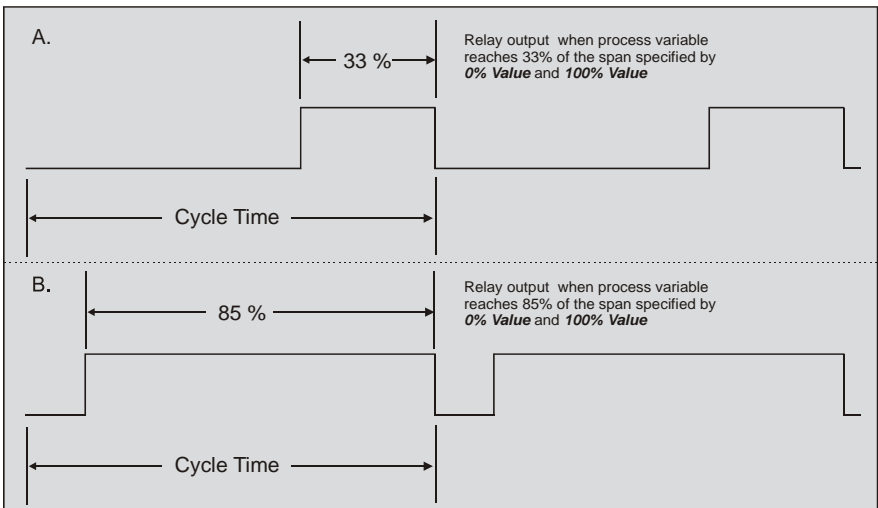 A.
33 %
Relay output when process variable
reaches 33% of the span specified by
0% Value and 100% Value
Cycle Time
B.
85 %
Relay output when process variable
reaches 85% of the span specified by
0% Value and 100% Value
Cycle Time